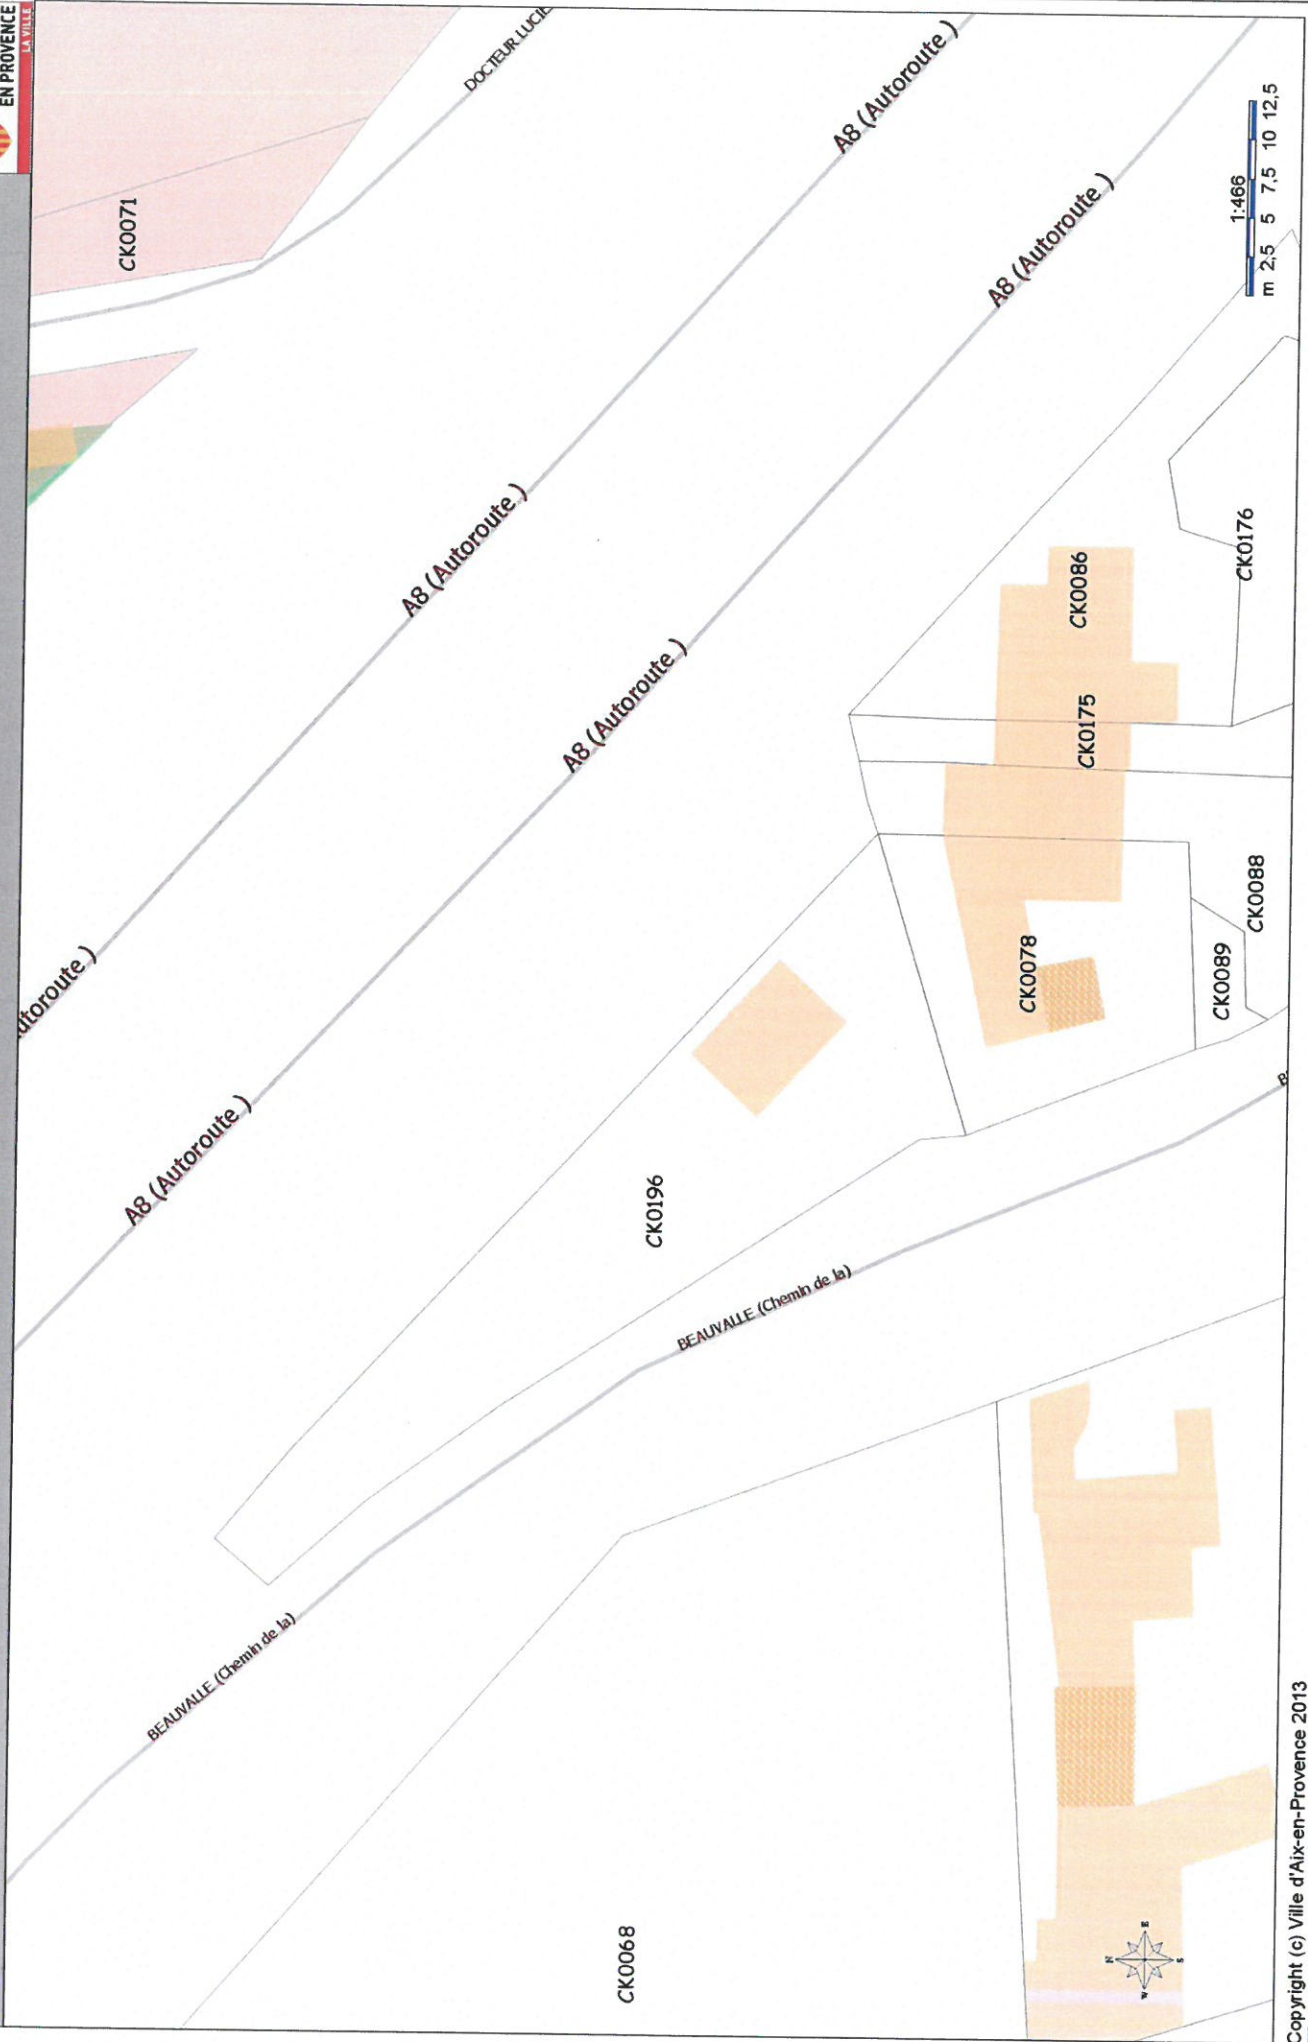 EN PROVENCE
LA VILLE
CK0071
DOCTEUR LUCIE
A8 (Autoroute )
A8 (Autoroute )
A8 (Autoroute )
A8 (Autoroute )
utoroute )
A8 (Autoroute )
BEAUVALLE (Chemin de la)
BEAUVALLE (Chemin de la)
B
CK0196
CK0068
CK0078
CK0175
CK0086
CK0089
CK0088
CK0176
1:466
m 2,5 5 7,5 10 12,5
N
W E
S
Copyright (c) Ville d'Aix-en-Provence 2013